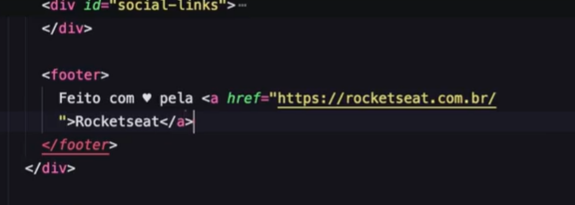 <div id="social-links">…
</div>
<footer>
Feito com ♥ pela <a href="https://rocketseat.com.br/
">Rocketseat</a>
</footer>
</div>